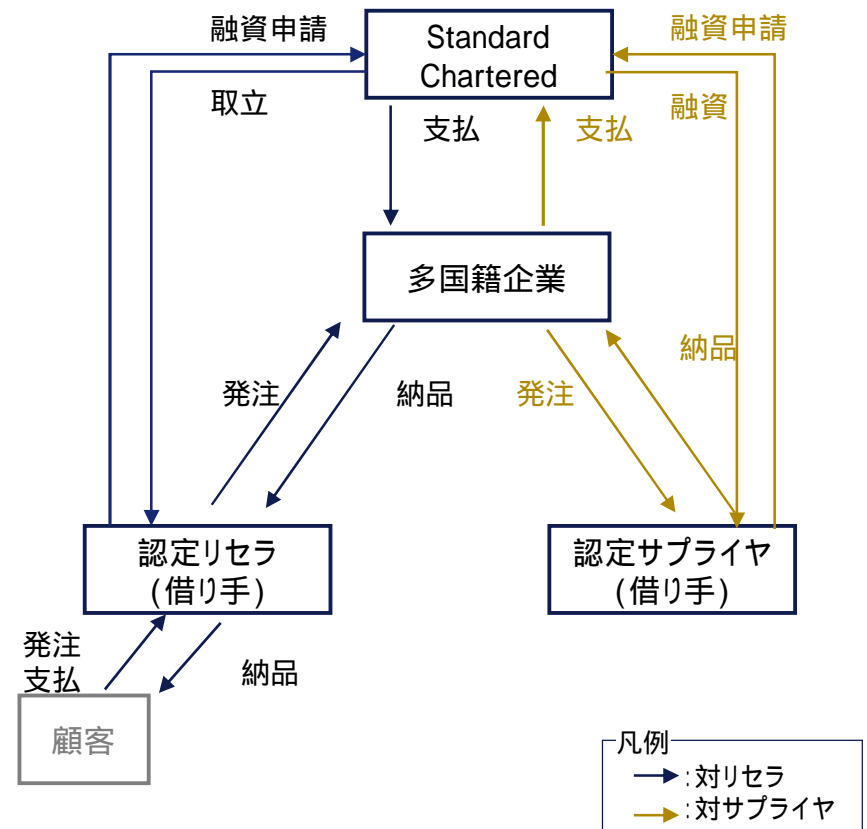 融資申請
Standard
Chartered
融資申請
取立
融資
支払
支払
多国籍企業
発注
納品
発注
納品
認定リセラ
(借り手)
認定サプライヤ
(借り手)
発注
支払
納品
顧客
凡例
:対リセラ
:対サプライヤ